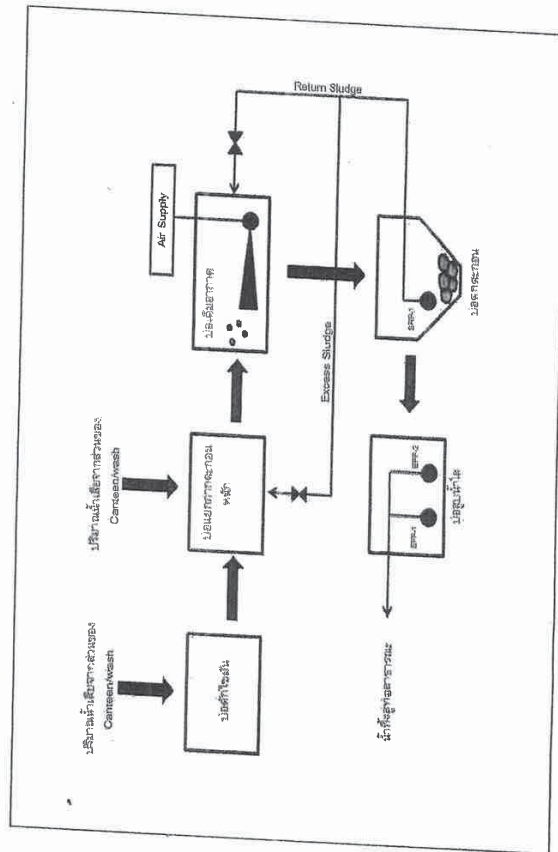 ปริมาณน้ำเสียจากส่วนของ
Canteen/wash
ปริมาณน้ำเสียจากส่วนของ
Canteen/wash
Air Supply
Return Sludge
บ่อดักไขมัน
บ่อแยกกากตะกอน
หนัก
บ่อเติมอากาศ
Excess Sludge
น้ำทิ้งสู่ท่อสาธารณะ
EFP-1
EFP-2
บ่อสูบน้ำใส
SRP-1
บ่อตกตะกอน